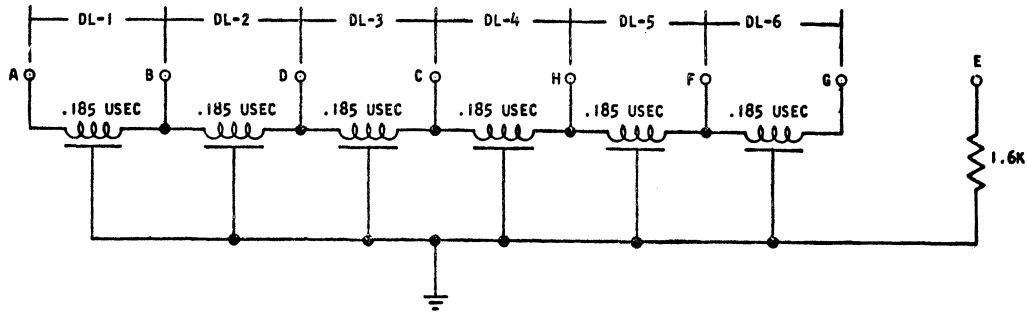 DL-1 DL-2 DL-3 DL-4 DL-5 DL-6
A B D C H F G E
.185 USEC .185 USEC .185 USEC .185 USEC .185 USEC .185 USEC
1.6K